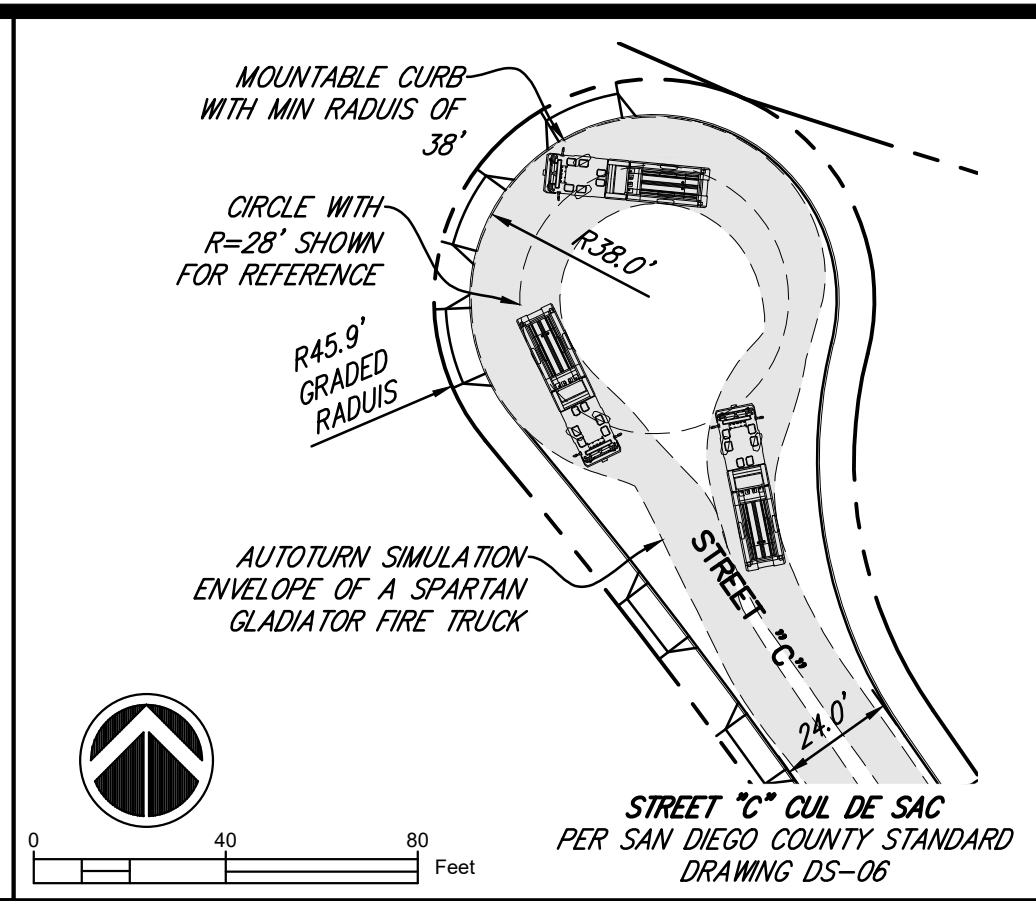 MOUNTABLE CURB
WITH MIN RADUIS OF
38'
CIRCLE WITH
R=28' SHOWN
FOR REFERENCE
R38.0'
R45.9'
GRADED
RADUIS
AUTOTURN SIMULATION
ENVELOPE OF A SPARTAN
GLADIATOR FIRE TRUCK
STREET "C"
24.0'
STREET "C" CUL DE SAC
PER SAN DIEGO COUNTY STANDARD
DRAWING DS-06
0 40 80
Feet